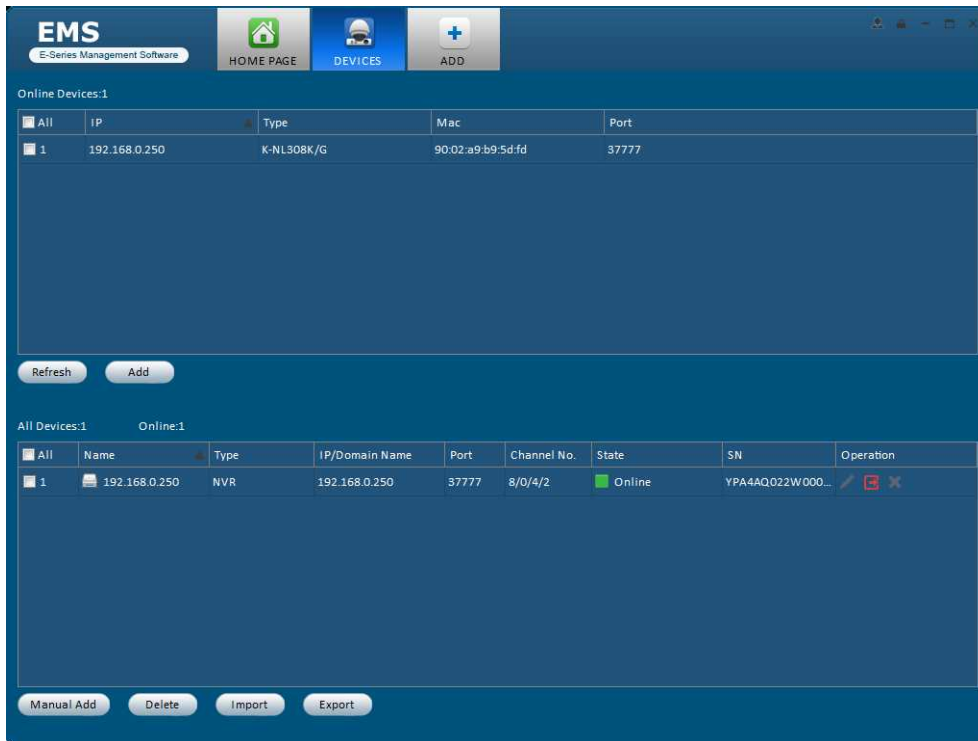 EMS
E-Series Management Software
HOME PAGE DEVICES ADD
Online Devices:1
All IP Type Mac Port
1 192.168.0.250 K-NL308K/G 90:02:a9:b9:5d:fd 37777
Refresh Add
All Devices:1 Online:1
All Name Type IP/Domain Name Port Channel No. State SN Operation
1 192.168.0.250 NVR 192.168.0.250 37777 8/0/4/2 Online YPA4AQ022W000...
Manual Add Delete Import Export